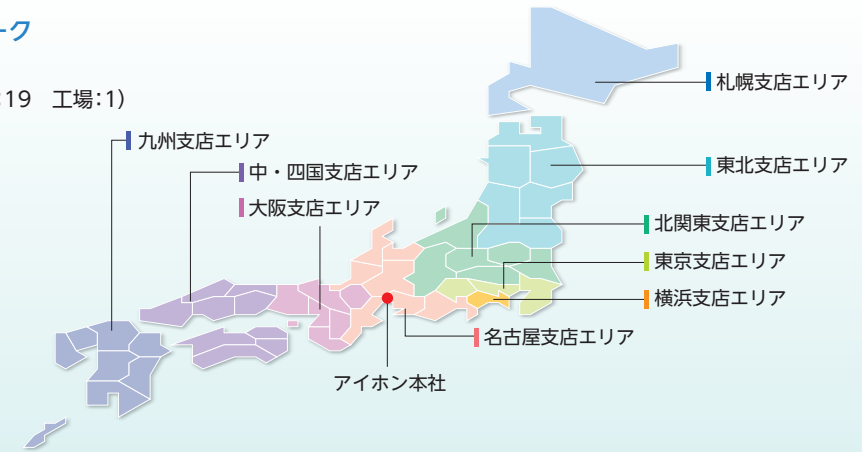 ーク
:19 工場:1)
札幌支店エリア
九州支店エリア
東北支店エリア
中・四国支店エリア
大阪支店エリア
北関東支店エリア
東京支店エリア
横浜支店エリア
名古屋支店エリア
アイホン本社